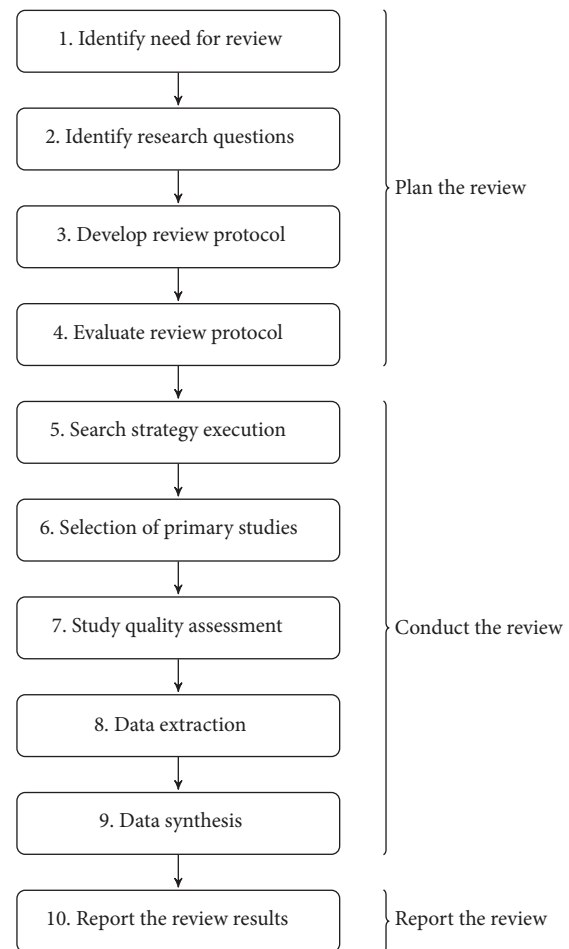 1. Identify need for review
2. Identify research questions
Plan the review
3. Develop review protocol
4. Evaluate review protocol
5. Search strategy execution
6. Selection of primary studies
7. Study quality assessment
Conduct the review
8. Data extraction
9. Data synthesis
10. Report the review results
Report the review